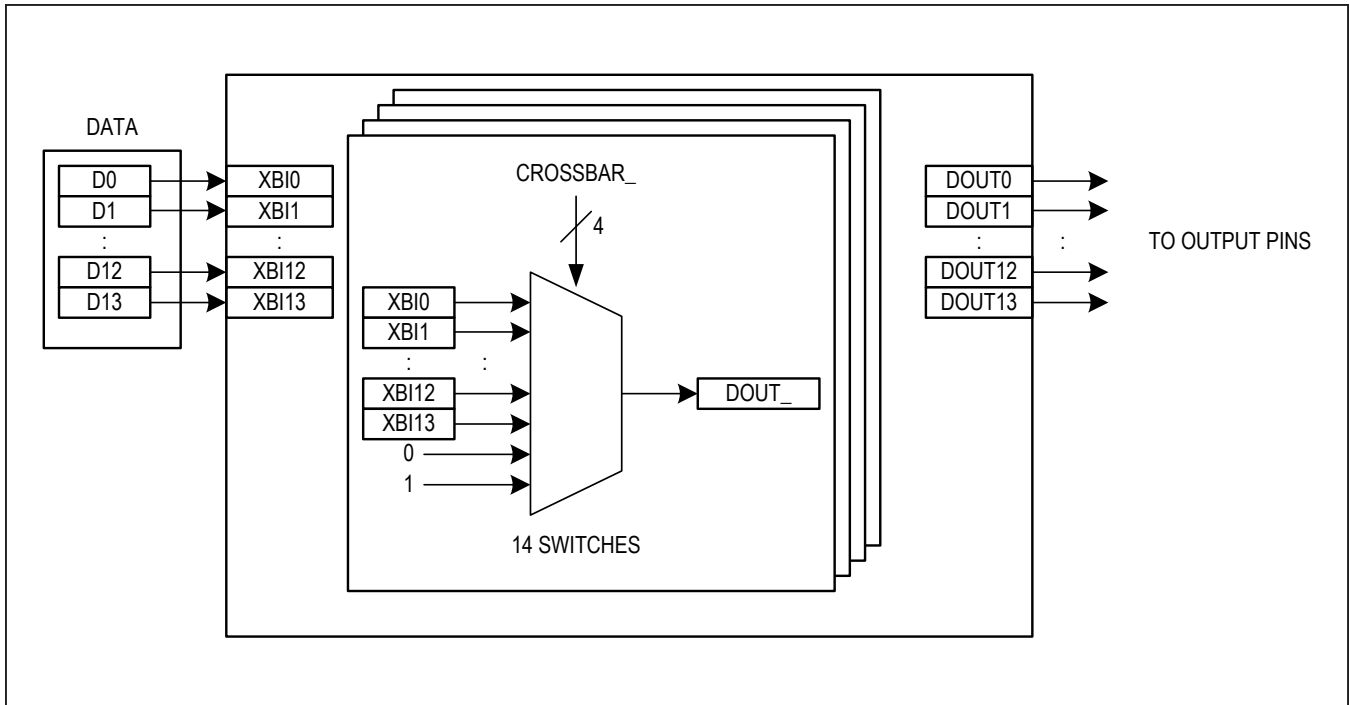 DATA
D0
D1
:
D12
D13
XBI0
XBI1
:
XBI12
XBI13
CROSSBAR_
4
XBI0
XBI1
: :
XBI12
XBI13
0
1
DOUT_
14 SWITCHES
DOUT0
DOUT1
: :
DOUT12
DOUT13
TO OUTPUT PINS